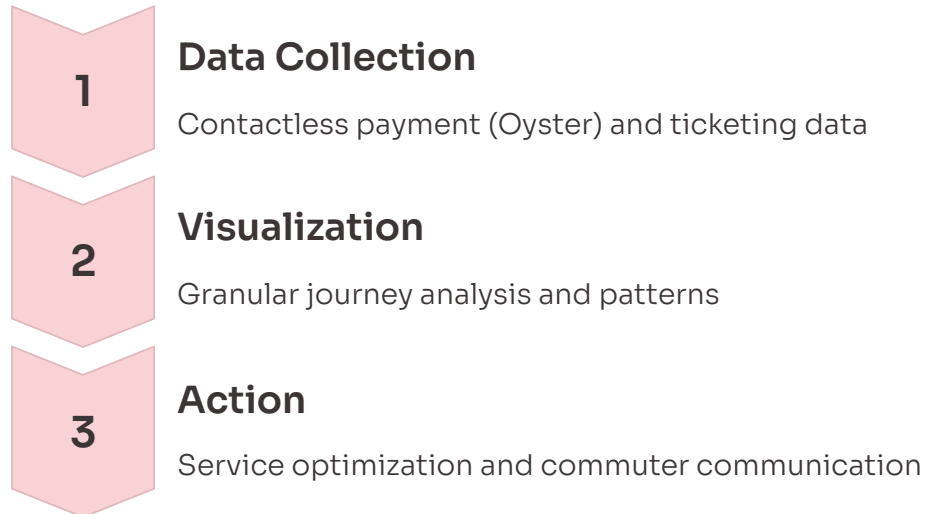 1
Data Collection
Contactless payment (Oyster) and ticketing data
2
Visualization
Granular journey analysis and patterns
3
Action
Service optimization and commuter communication